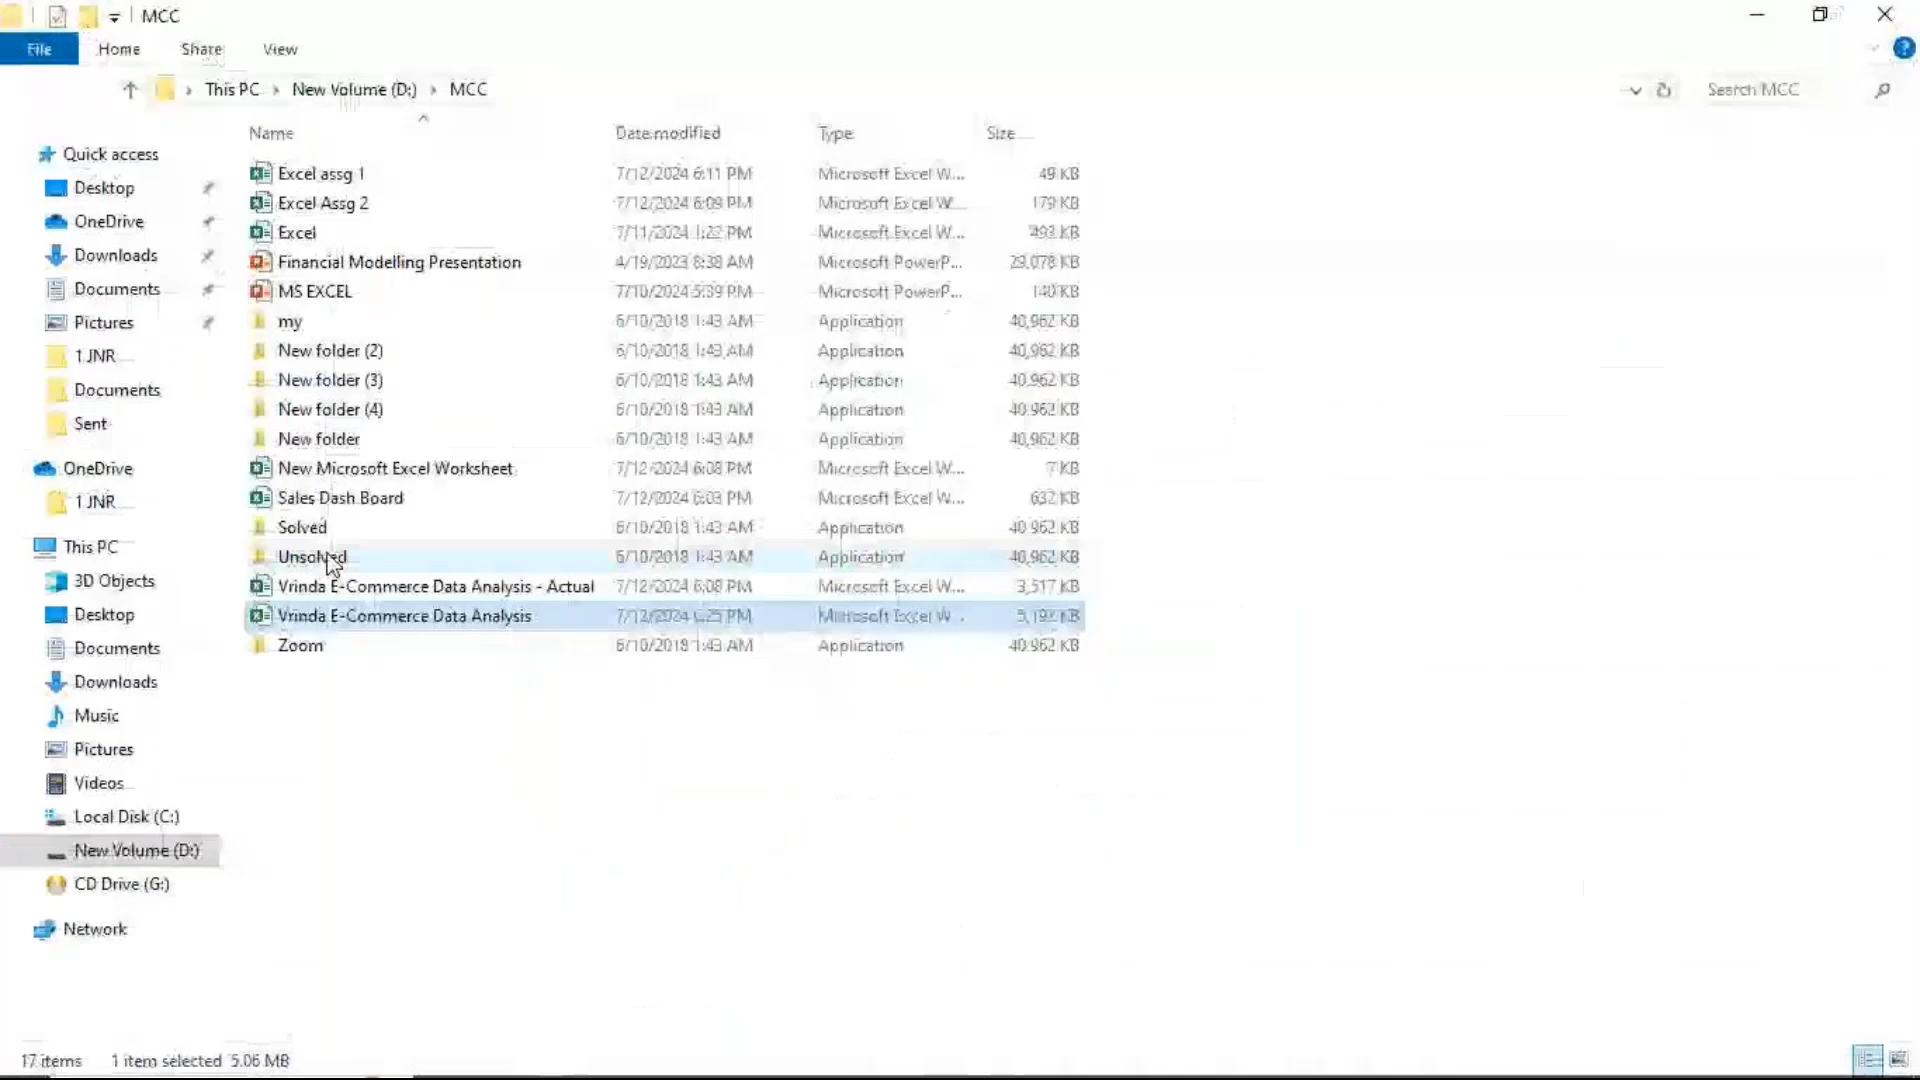 MCC
File Home Share View
This PC New Volume (D:) MCC Search MCC
Name Date modified Type Size
Quick access
Desktop
OneDrive
Downloads
Documents
Pictures
1 JNR
Documents
Sent
OneDrive
1 JNR
This PC
3D Objects
Desktop
Documents
Downloads
Music
Pictures
Videos
Local Disk (C:)
New Volume (D:)
CD Drive (G:)
Network
Excel assg 1 7/12/2024 6:11 PM Microsoft Excel W... 49 KB
Excel Assg 2 7/12/2024 6:09 PM Microsoft Excel W... 179 KB
Excel 7/11/2024 1:22 PM Microsoft Excel W... 493 KB
Financial Modelling Presentation 4/19/2023 8:38 AM Microsoft PowerP... 29,078 KB
MS EXCEL 7/10/2024 5:39 PM Microsoft PowerP... 140 KB
my 6/10/2018 1:43 AM Application 40,962 KB
New folder (2) 6/10/2018 1:43 AM Application 40,962 KB
New folder (3) 6/10/2018 1:43 AM Application 40,962 KB
New folder (4) 6/10/2018 1:43 AM Application 40,962 KB
New folder 6/10/2018 1:43 AM Application 40,962 KB
New Microsoft Excel Worksheet 7/12/2024 6:08 PM Microsoft Excel W... 7 KB
Sales Dash Board 7/12/2024 6:03 PM Microsoft Excel W... 632 KB
Solved 6/10/2018 1:43 AM Application 40,962 KB
Unsolved 6/10/2018 1:43 AM Application 40,962 KB
Vrinda E-Commerce Data Analysis - Actual 7/12/2024 6:08 PM Microsoft Excel W... 3,517 KB
Vrinda E-Commerce Data Analysis PM Microsoft Excel W... KB
Zoom 6/10/2018 1:43 AM Application 40,962 KB
17 items 1 item selected 5.06 MB